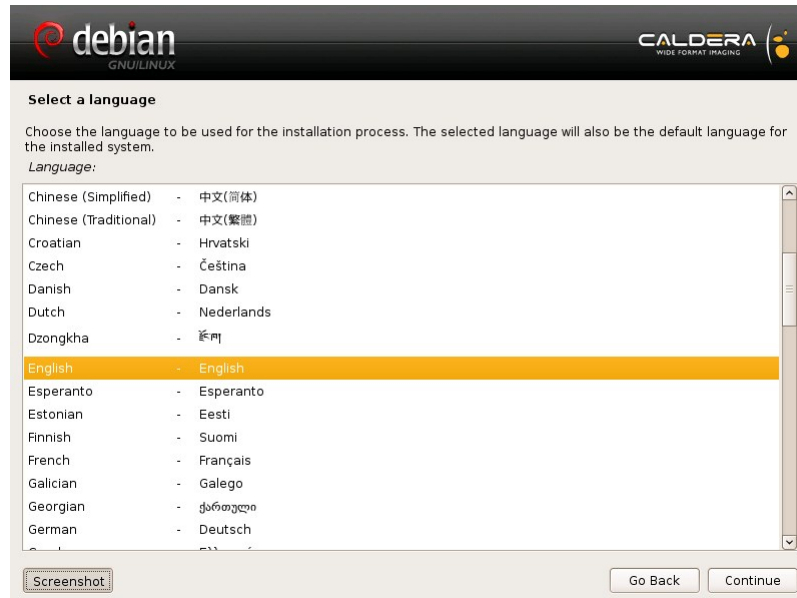 debian
GNU/LINUX
CALDERA
WIDE FORMAT IMAGING
Select a language
Choose the language to be used for the installation process. The selected language will also be the default language for
the installed system.
Language:
Chinese (Simplified) - 中文(简体)
Chinese (Traditional) - 中文(繁體)
Croatian - Hrvatski
Czech - Čeština
Danish - Dansk
Dutch - Nederlands
Dzongkha - རྫོང་ཁ།
English - English
Esperanto - Esperanto
Estonian - Eesti
Finnish - Suomi
French - Français
Galician - Galego
Georgian - ქართული
German - Deutsch
Screenshot
Go Back
Continue